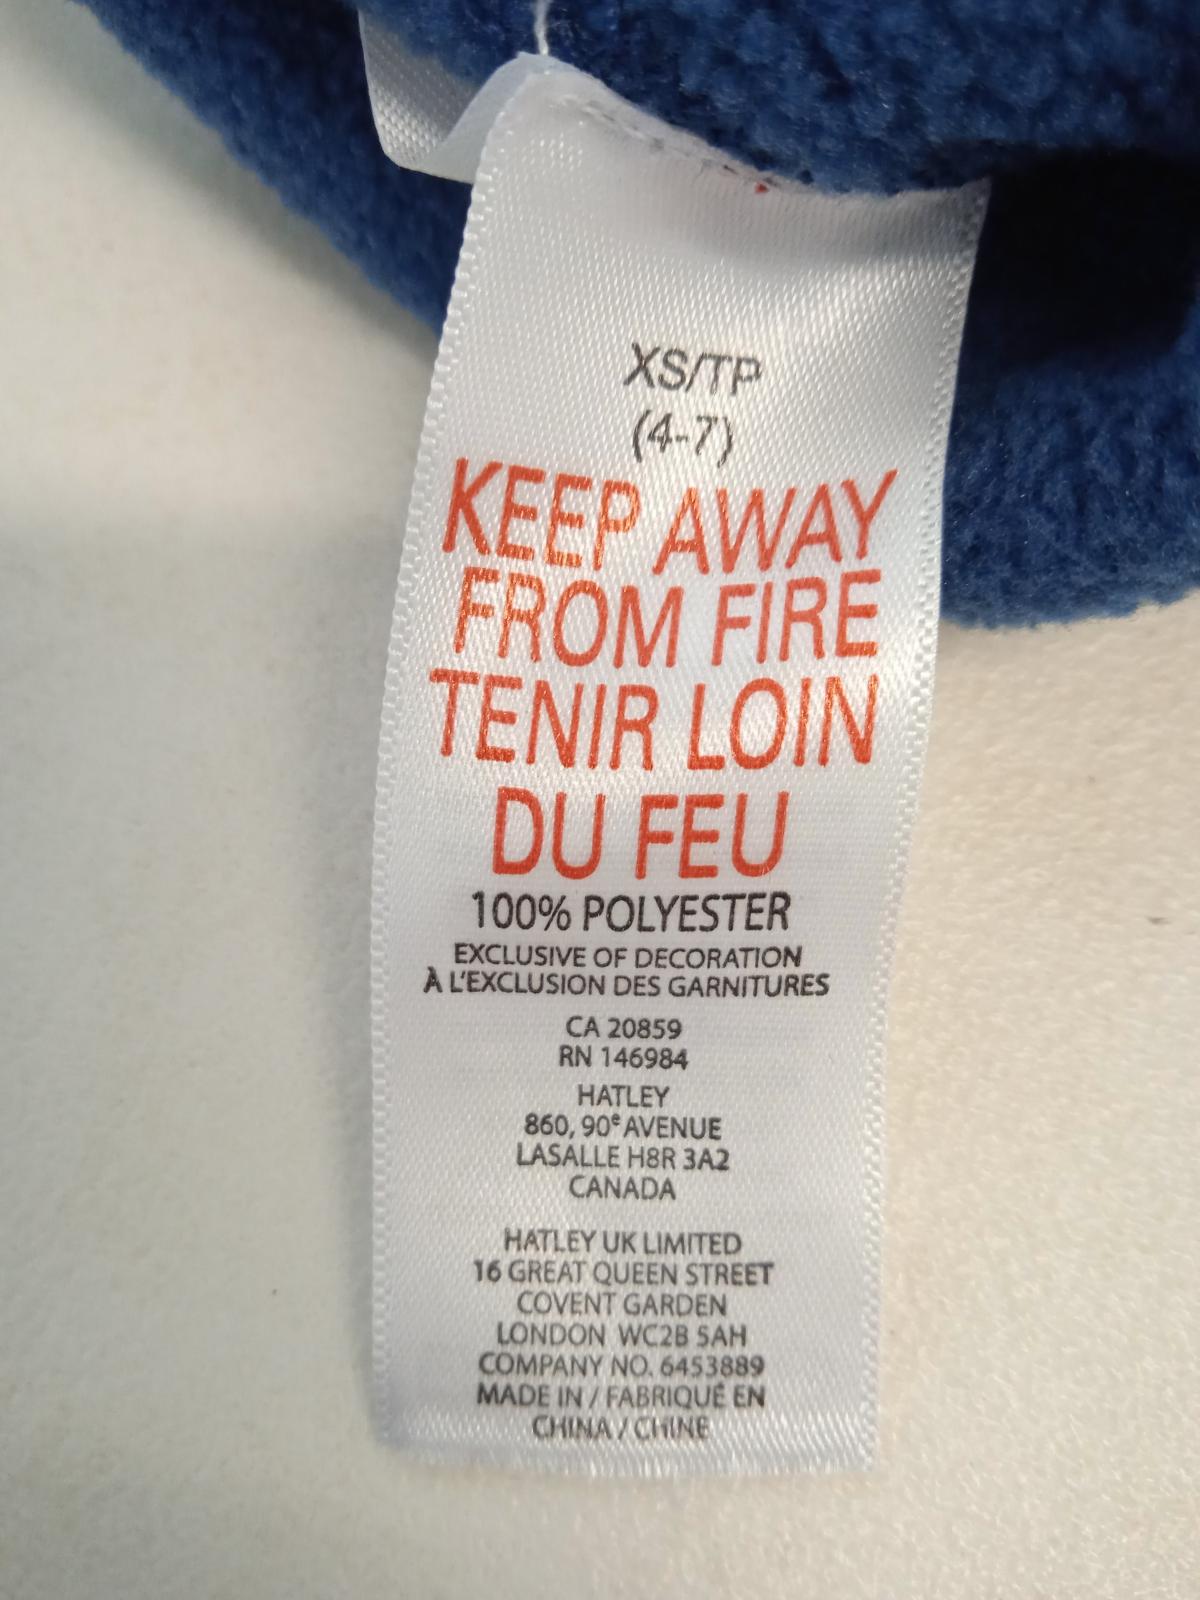 XS/TP
(4-7)
KEEP AWAY
FROM FIRE
TENIR LOIN
DU FEU
100% POLYESTER
EXCLUSIVE OF DECORATION
À L'EXCLUSION DES GARNITURES
CA 20859
RN 146984
HATLEY
860, 90ᵉ AVENUE
LASALLE H8R 3A2
CANADA
HATLEY UK LIMITED
16 GREAT QUEEN STREET
COVENT GARDEN
LONDON WC2B 5AH
COMPANY NO. 6453889
MADE IN / FABRIQUÉ EN
CHINA / CHINE